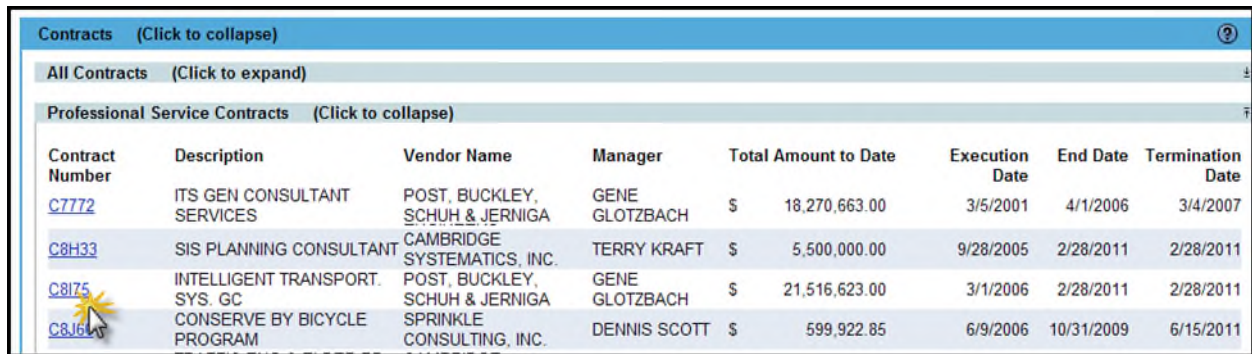 Contracts (Click to collapse)
All Contracts (Click to expand)
Professional Service Contracts (Click to collapse)
Contract Number Description Vendor Name Manager Total Amount to Date Execution Date End Date Termination Date
C7772 ITS GEN CONSULTANT SERVICES POST, BUCKLEY, SCHUH & JERNIGA GENE GLOTZBACH $ 18,270,663.00 3/5/2001 4/1/2006 3/4/2007
C8H33 SIS PLANNING CONSULTANT CAMBRIDGE SYSTEMATICS, INC. TERRY KRAFT $ 5,500,000.00 9/28/2005 2/28/2011 2/28/2011
C8I75 INTELLIGENT TRANSPORT. SYS. GC POST, BUCKLEY, SCHUH & JERNIGA GENE GLOTZBACH $ 21,516,623.00 3/1/2006 2/28/2011 2/28/2011
CONSERVE BY BICYCLE PROGRAM SPRINKLE CONSULTING, INC. DENNIS SCOTT $ 599,922.85 6/9/2006 10/31/2009 6/15/2011